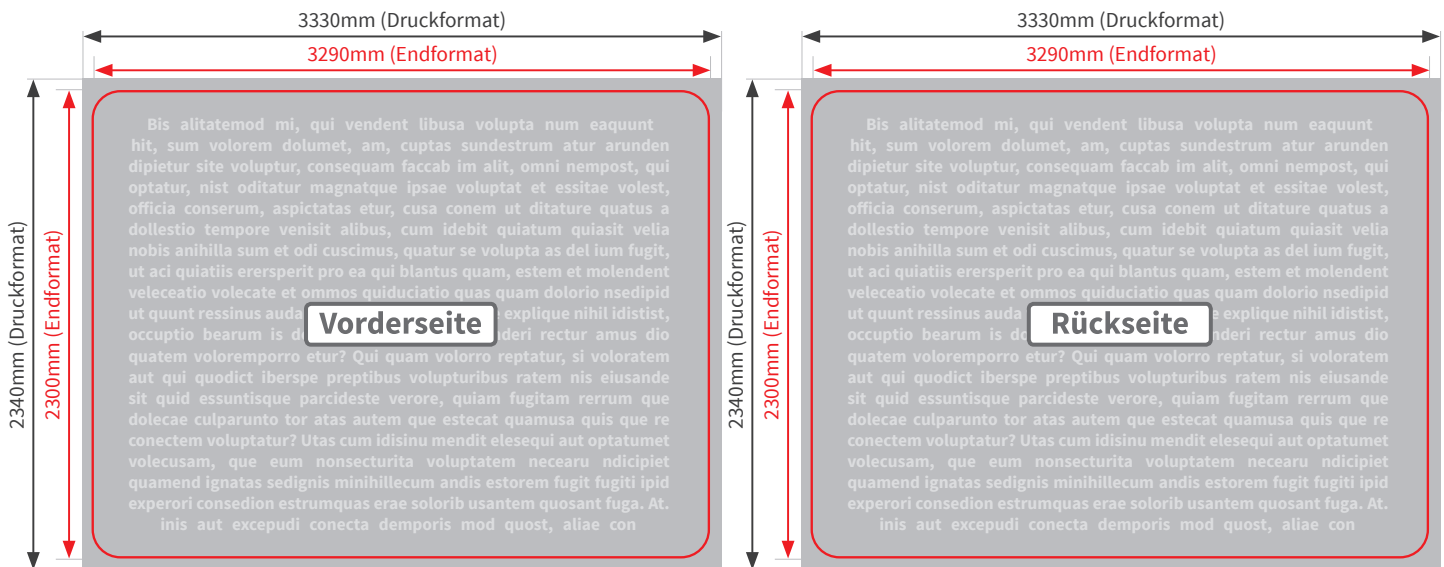 3330mm (Druckformat)
3290mm (Endformat)
2340mm (Druckformat)
2300mm (Endformat)
Bis alitatemod mi, qui vendent libusa volupta num eaquunt
hit, sum volorem dolumet, am, cuptas sundestrum atur arunden
dipietur site voluptur, consequam faccab im alit, omni nempost, qui
optatur, nist oditatur magnatque ipsae voluptat et essitae volest,
officia conserum, aspictatas etur, cusa conem ut ditature quatus a
dollestio tempore venisit alibus, cum idebit quiatum quiasit velia
nobis anihilla sum et odi cuscimus, quatur se volupta as del ium fugit,
ut aci quiatiis erersperit pro ea qui blantus quan, estem et molendent
veleceatio volecate et ommos quiduciatio quas quam dolorio nsedipid
ut quunt ressinus auda explique nihil idistist,
Vorderseite
occuptio bearum is rectur amus dio
quatem voloremporro etur? Qui quam volores reptatur, si voloratem
aut qui quodict iberspe preptibus volupturibus ratem nis eiusande
sit quid essuntisque parcideste verore, quiam fugitam rerrum que
dolecae culparunto tor atas autem que estecat quamusa quis que re
conectem voluptatur? Utas cum idisinu mendit elesequi aut optatumet
volecusam, que eum nonsecturita voluptatem necearu ndicipiet
quamend ignatas sedignis minihillecum andis estorem fugit fugiti ipid
experori consedion estrumquas erae solorib usantem quosant fuga. At.
inis aut excepudi conecta demporis mod quost, aliae con
3330mm (Druckformat)
3290mm (Endformat)
2340mm (Druckformat)
2300mm (Endformat)
Bis alitatemod mi, qui vendent libusa volupta num eaquunt
hit, sum volorem dolumet, am, cuptas sundestrum atur arunden
dipietur site voluptur, consequam faccab im alit, omni nempost, qui
optatur, nist oditatur magnatque ipsae voluptat et essitae volest,
officia conserum, aspictatas etur, cusa conem ut ditature quatus a
dollestio tempore venisit alibus, cum idebit quiatum quiasit velia
nobis anihilla sum et odi cuscimus, quatur se volupta as del ium fugit,
ut aci quiatiis erersperit pro ea qui blantus quan, estem et molendent
veleceatio volecate et ommos quiduciatio quas quam dolorio nsedipid
ut quunt ressinus auda explique nihil idistist,
Rückseite
occuptio bearum is rectur amus dio
quatem voloremporro etur? Qui quam volores reptatur, si voloratem
aut qui quodict iberspe preptibus volupturibus ratem nis eiusande
sit quid essuntisque parcideste verore, quiam fugitam rerrum que
dolecae culparunto tor atas autem que estecat quamusa quis que re
conectem voluptatur? Utas cum idisinu mendit elesequi aut optatumet
volecusam, que eum nonsecturita voluptatem necearu ndicipiet
quamend ignatas sedignis minihillecum andis estorem fugit fugiti ipid
experori consedion estrumquas erae solorib usantem quosant fuga. At.
inis aut excepudi conecta demporis mod quost, aliae con